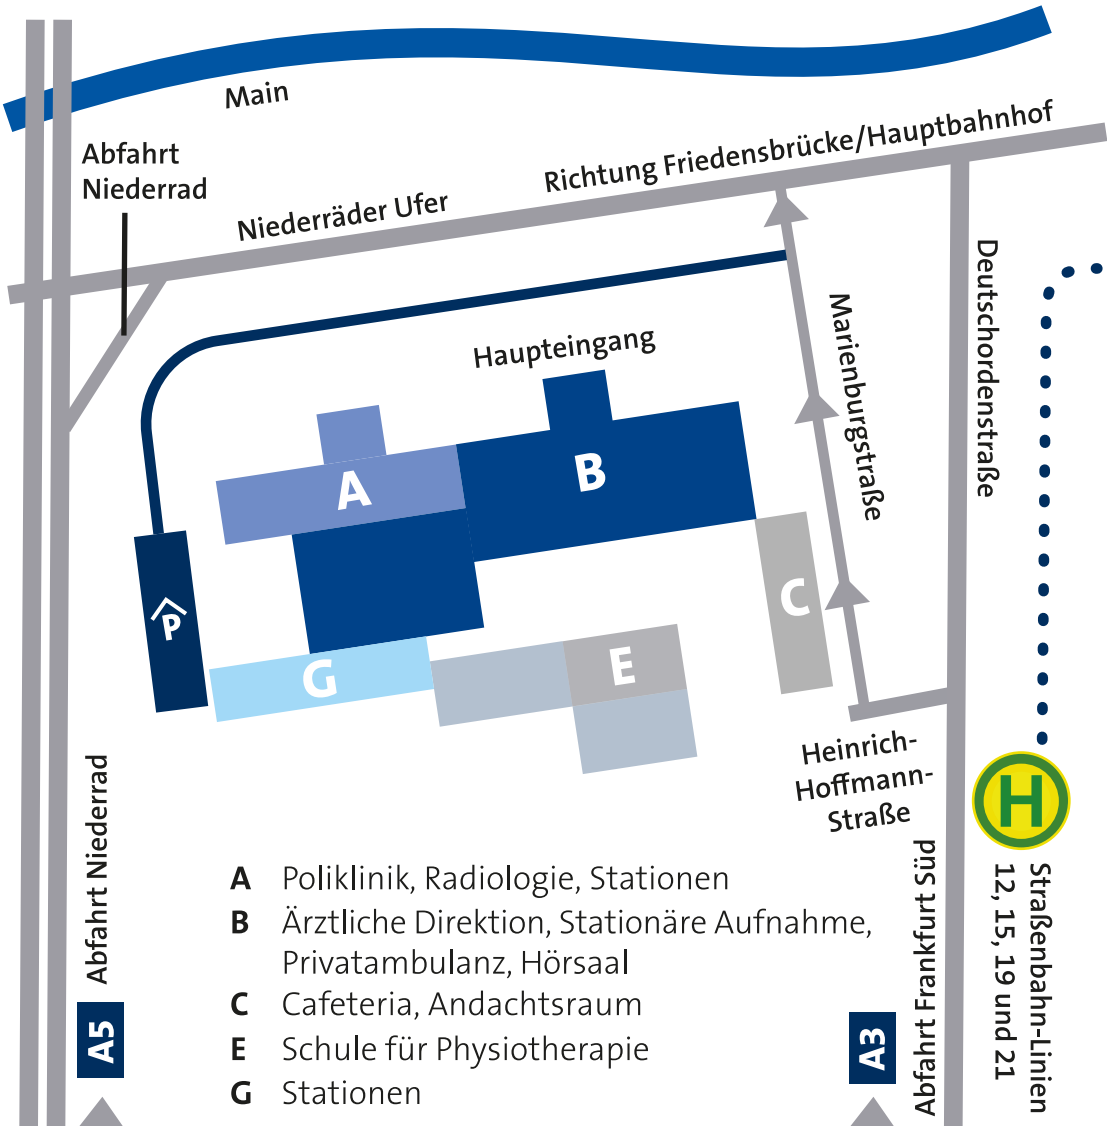 Main
Abfahrt
Niederrad
Richtung Friedensbrücke/Hauptbahnhof
Niederräder Ufer
Haupteingang
Marienburgstraße
Deutschordenstraße
A
B
C
P
G
E
Heinrich-
Hoffmann-
Straße
H
Straßenbahn-Linien
12, 15, 19 und 21
Abfahrt Niederrad
A5
Abfahrt Frankfurt Süd
A3
A Poliklinik, Radiologie, Stationen
B Ärztliche Direktion, Stationäre Aufnahme,
Privatambulanz, Hörsaal
C Cafeteria, Andachtsraum
E Schule für Physiotherapie
G Stationen